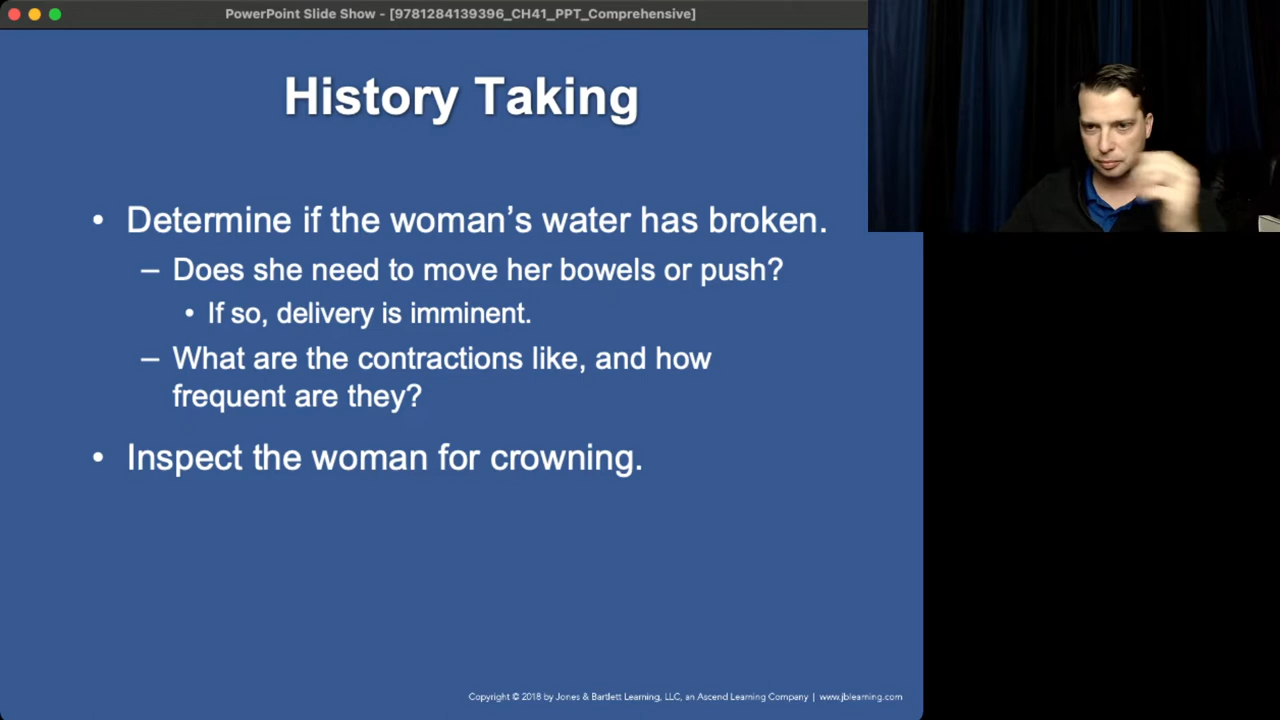 PowerPoint Slide Show - [9781284139396_CH41_PPT_Comprehensive]
History Taking
• Determine if the woman’s water has broken.
– Does she need to move her bowels or push?
• If so, delivery is imminent.
– What are the contractions like, and how
frequent are they?
• Inspect the woman for crowning.
Copyright © 2018 by Jones & Bartlett Learning, LLC, an Ascend Learning Company | www.jblearning.com